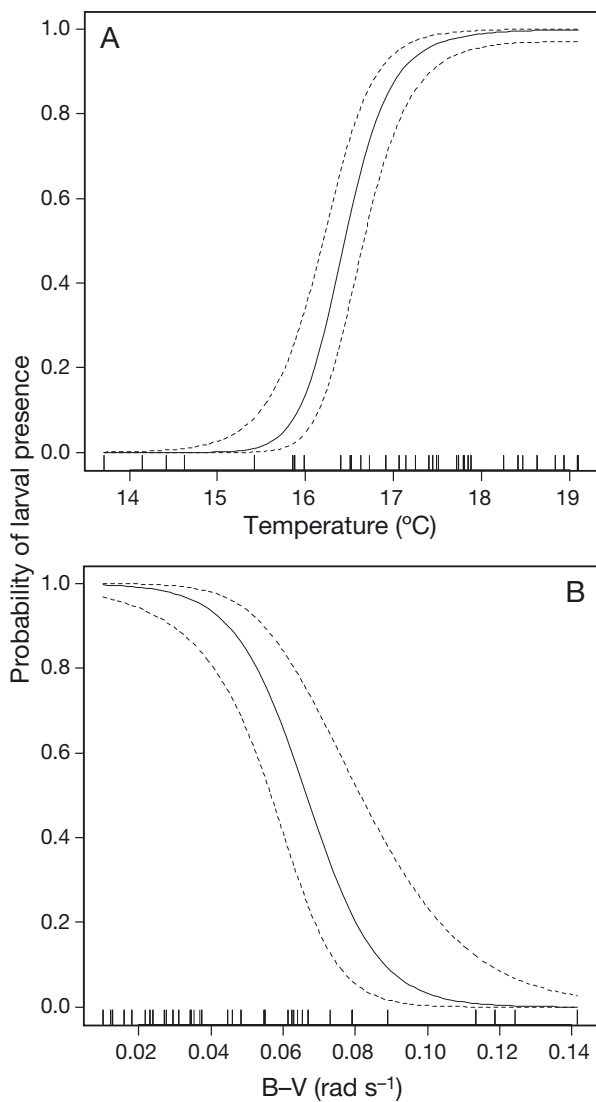 A
1.0
0.8
0.6
0.4
0.2
0.0
14 15 16 17 18 19
Temperature (ºC)
Probability of larval presence
B
1.0
0.8
0.6
0.4
0.2
0.0
0.02 0.04 0.06 0.08 0.10 0.12 0.14
B–V (rad s⁻¹)